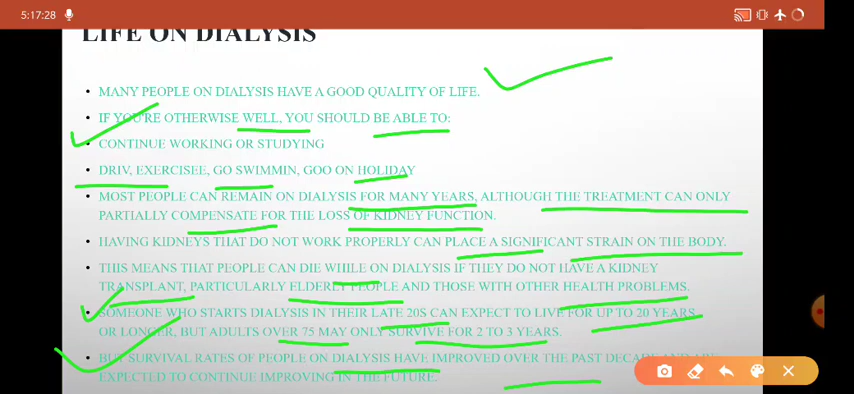 5:17:28
LIFE ON DIALYSIS
• MANY PEOPLE ON DIALYSIS HAVE A GOOD QUALITY OF LIFE.
• IF YOU'RE OTHERWISE WELL, YOU SHOULD BE ABLE TO:
• CONTINUE WORKING OR STUDYING
• DRIV, EXERCISEE, GO SWIMMIN, GOO ON HOLIDAY
• MOST PEOPLE CAN REMAIN ON DIALYSIS FOR MANY YEARS, ALTHOUGH THE TREATMENT CAN ONLY
PARTIALLY COMPENSATE FOR THE LOSS OF KIDNEY FUNCTION.
• HAVING KIDNEYS THAT DO NOT WORK PROPERLY CAN PLACE A SIGNIFICANT STRAIN ON THE BODY.
• THIS MEANS THAT PEOPLE CAN DIE WHILE ON DIALYSIS IF THEY DO NOT HAVE A KIDNEY
TRANSPLANT, PARTICULARLY ELDERLY PEOPLE AND THOSE WITH OTHER HEALTH PROBLEMS.
• SOMEONE WHO STARTS DIALYSIS IN THEIR LATE 20S CAN EXPECT TO LIVE FOR UP TO 20 YEARS
OR LONGER, BUT ADULTS OVER 75 MAY ONLY SURVIVE FOR 2 TO 3 YEARS.
• BUT SURVIVAL RATES OF PEOPLE ON DIALYSIS HAVE IMPROVED OVER THE PAST DECADE AND
EXPECTED TO CONTINUE IMPROVING IN THE FUTURE.